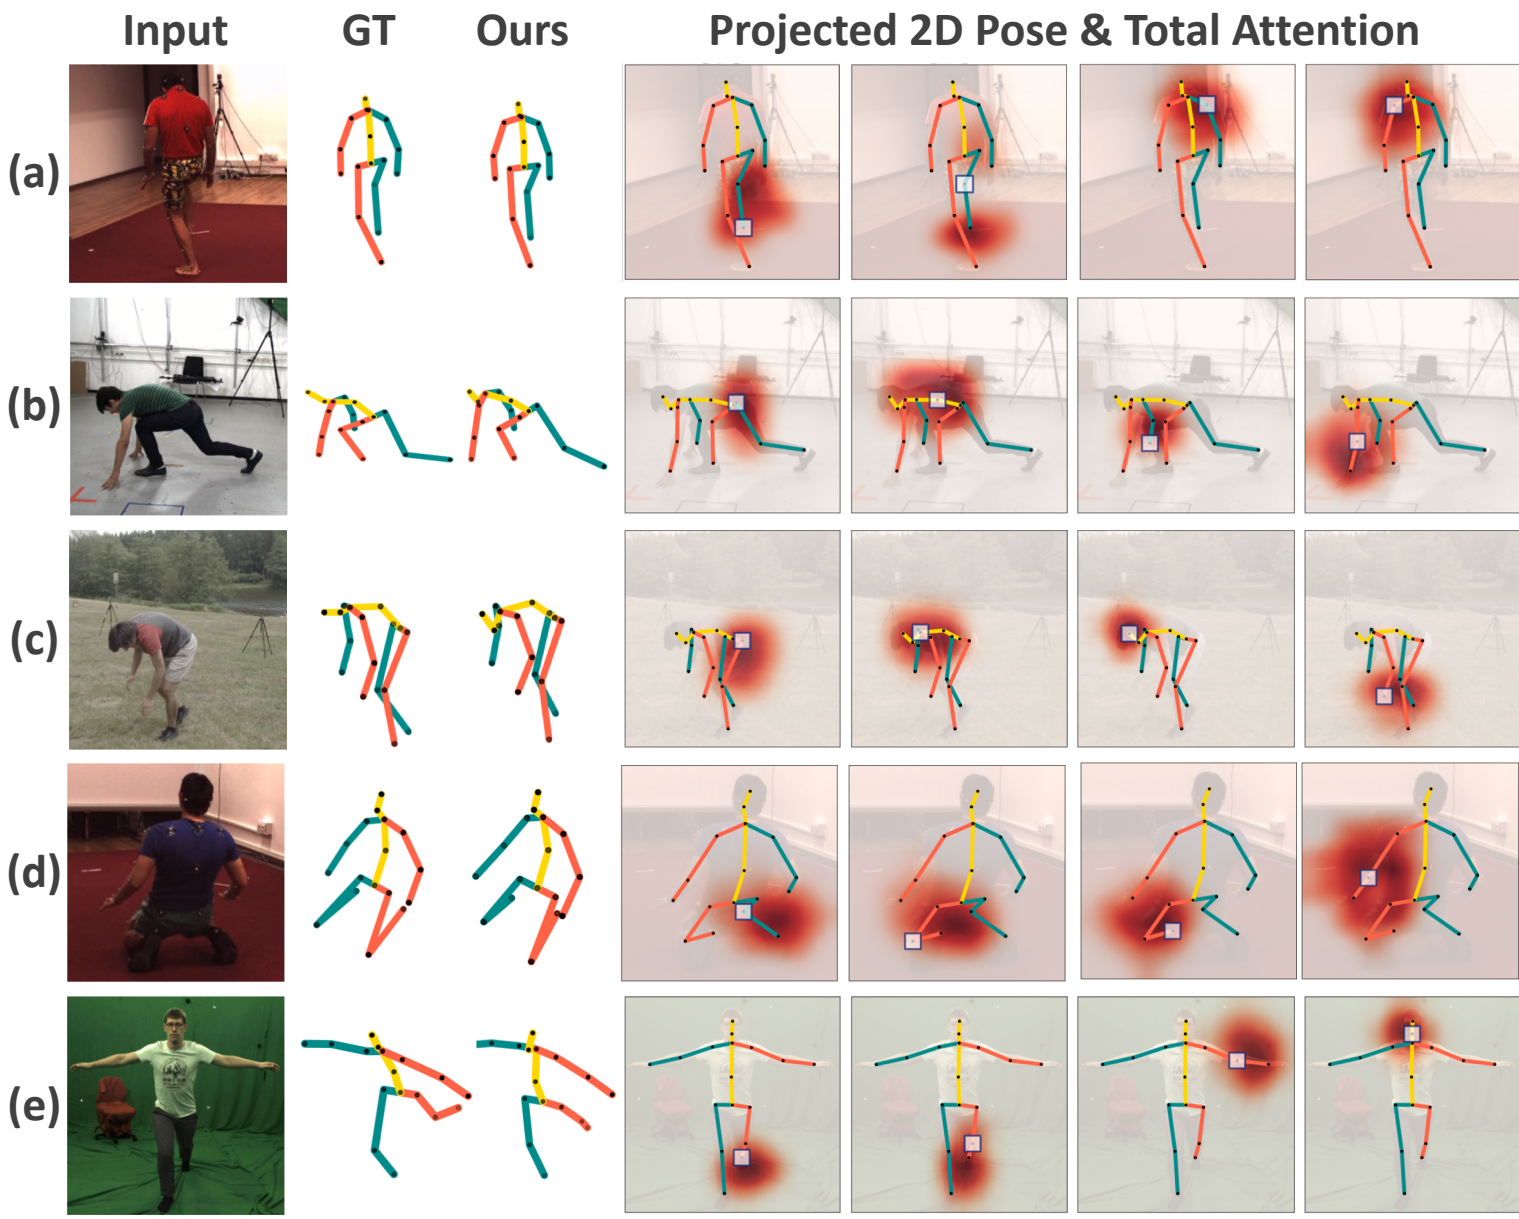 Input GT Ours Projected 2D Pose & Total Attention
(a)
(b)
(c)
(d)
(e)